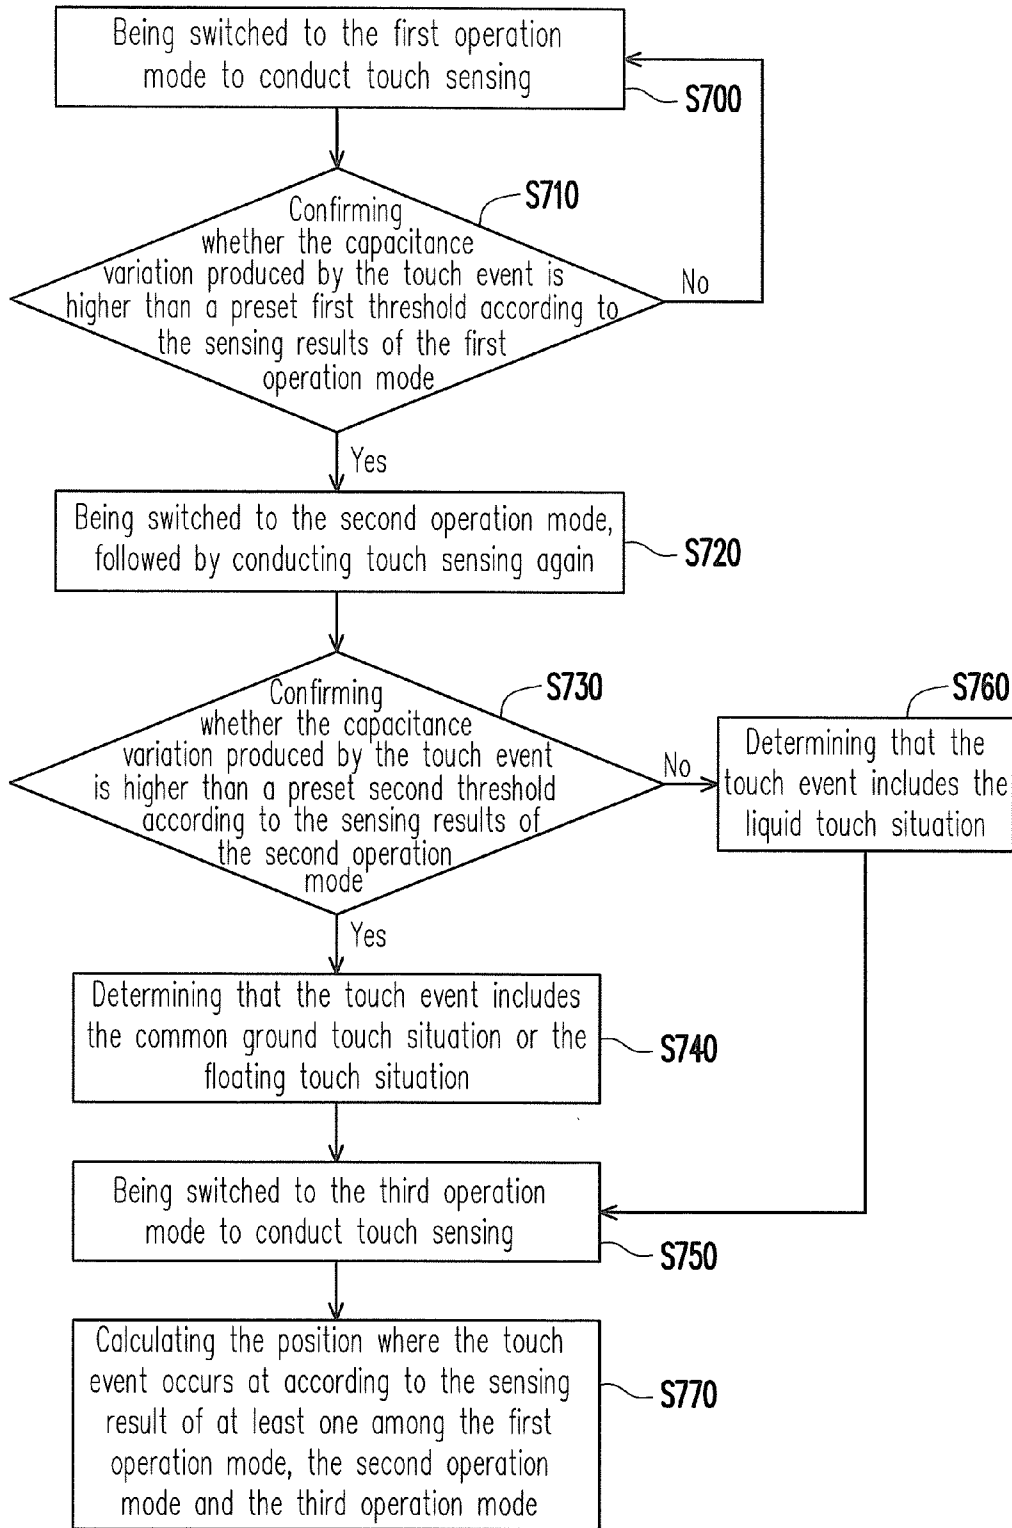 Being switched to the first operation
mode to conduct touch sensing
S700
S710
Confirming
whether the capacitance
variation produced by the touch event is
higher than a preset first threshold according to
the sensing results of the first
operation mode
No
Yes
Being switched to the second operation mode,
followed by conducting touch sensing again
S720
S730
Confirming
whether the capacitance
variation produced by the touch event
is higher than a preset second threshold
according to the sensing results of
the second operation
mode
No
S760
Determining that the
touch event includes the
liquid touch situation
Yes
Determining that the touch event includes
the common ground touch situation or the
floating touch situation
S740
Being switched to the third operation
mode to conduct touch sensing
S750
Calculating the position where the touch
event occurs at according to the sensing
result of at least one among the first
operation mode, the second operation
mode and the third operation mode
S770